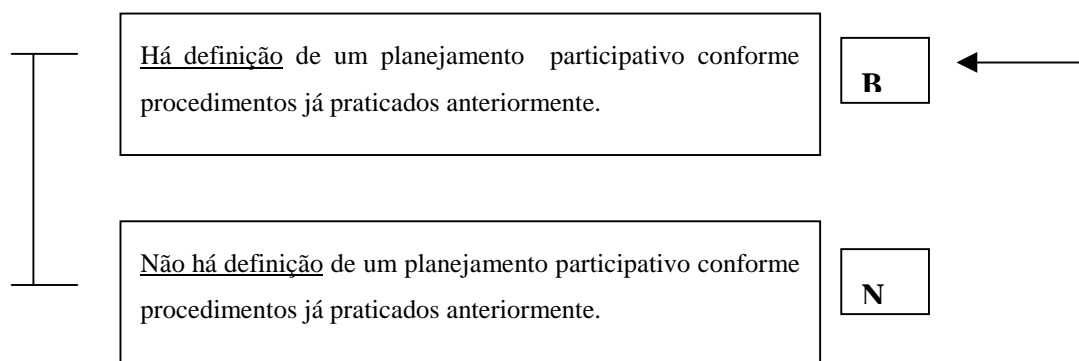 Há definição de um planejamento participativo conforme
procedimentos já praticados anteriormente.
B
Não há definição de um planejamento participativo conforme
procedimentos já praticados anteriormente.
N